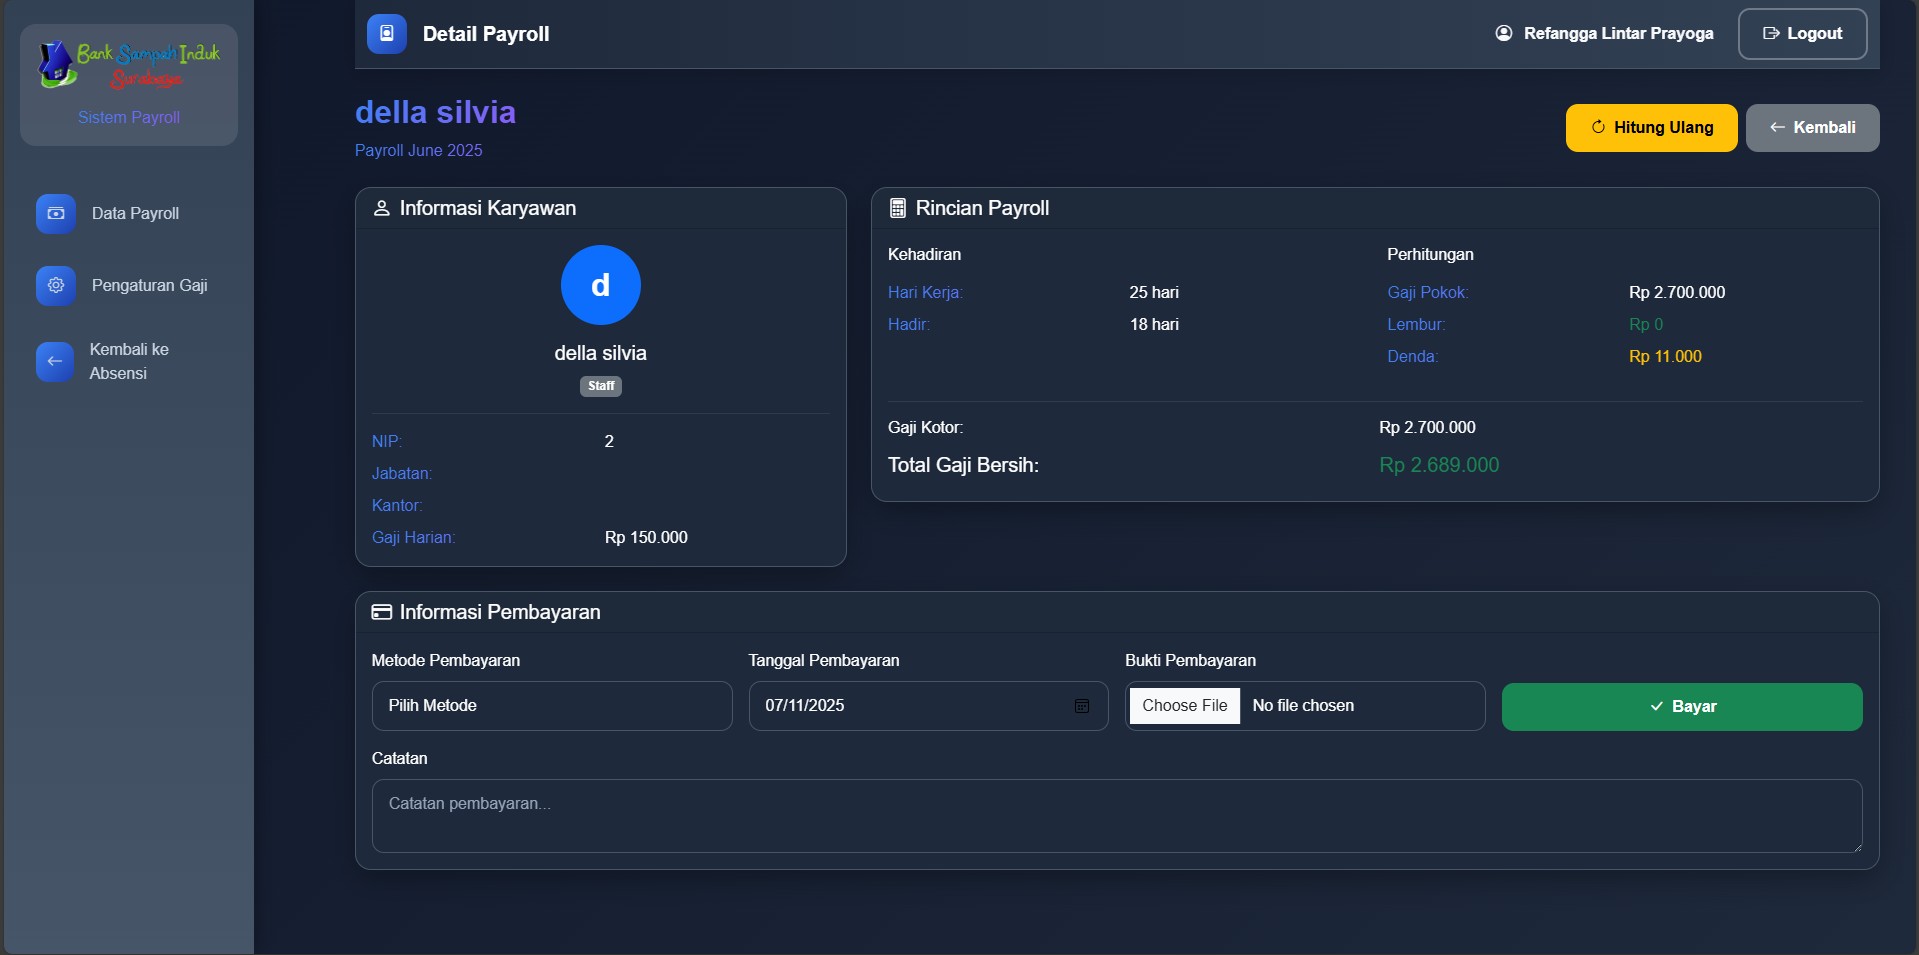 Bank Sampah Induk
Surabaya
Sistem Payroll
Data Payroll
Pengaturan Gaji
Kembali ke
Absensi
Detail Payroll
Refangga Lintar Prayoga
Logout
della silvia
Payroll June 2025
Hitung Ulang
Kembali
Informasi Karyawan
d
della silvia
Staff
NIP: 2
Jabatan:
Kantor:
Gaji Harian: Rp 150.000
Rincian Payroll
Kehadiran
Hari Kerja: 25 hari
Hadir: 18 hari
Perhitungan
Gaji Pokok: Rp 2.700.000
Lembur: Rp 0
Denda: Rp 11.000
Gaji Kotor: Rp 2.700.000
Total Gaji Bersih: Rp 2.689.000
Informasi Pembayaran
Metode Pembayaran
Pilih Metode
Tanggal Pembayaran
07/11/2025
Bukti Pembayaran
Choose File No file chosen
Bayar
Catatan
Catatan pembayaran...